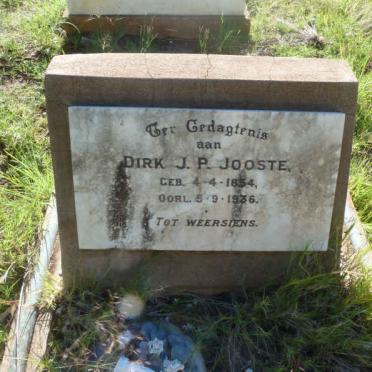 Ter Gedagtenis
aan
DIRK J. P. JOOSTE,
GEB. 4-4-1854,
OORL. 5-9-1936.
TOT WEERSIENS.